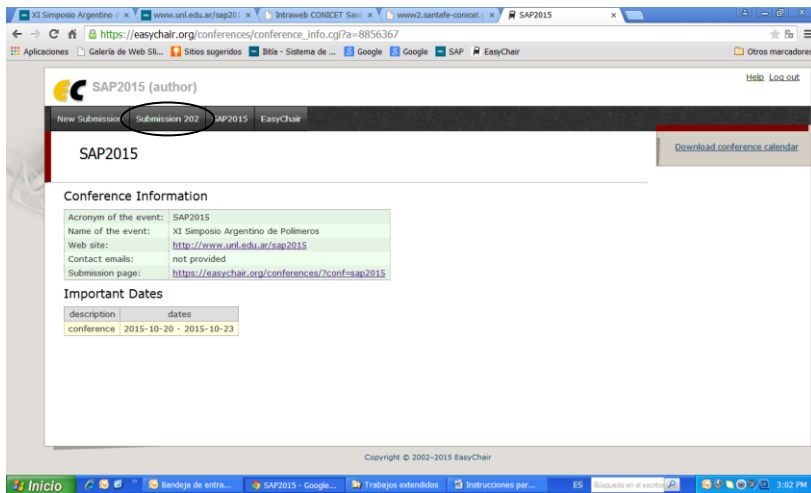 XI Simposio Argentino d
www.unl.edu.ar/sap201
Intraweb CONICET Sant
www2.santafe-conicet.g
SAP2015
https://easychair.org/conferences/conference_info.cgi?a=8856367
Aplicaciones Galería de Web Sli... Sitios sugeridos Ilitía - Sistema de ... Google Google SAP EasyChair Otros marcadores
Help Log out
EC SAP2015 (author)
New Submission Submission 202 SAP2015 EasyChair
Download conference calendar
SAP2015
Conference Information
Acronym of the event: SAP2015
Name of the event: XI Simposio Argentino de Polímeros
Web site: http://www.unl.edu.ar/sap2015
Contact emails: not provided
Submission page: https://easychair.org/conferences/?conf=sap2015
Important Dates
description dates
conference 2015-10-20 - 2015-10-23
Copyright © 2002–2015 EasyChair
Inicio Bandeja de entra... SAP2015 - Google... Trabajos extendidos Instrucciones par... ES Búsqueda en el escritorio 3:02 PM